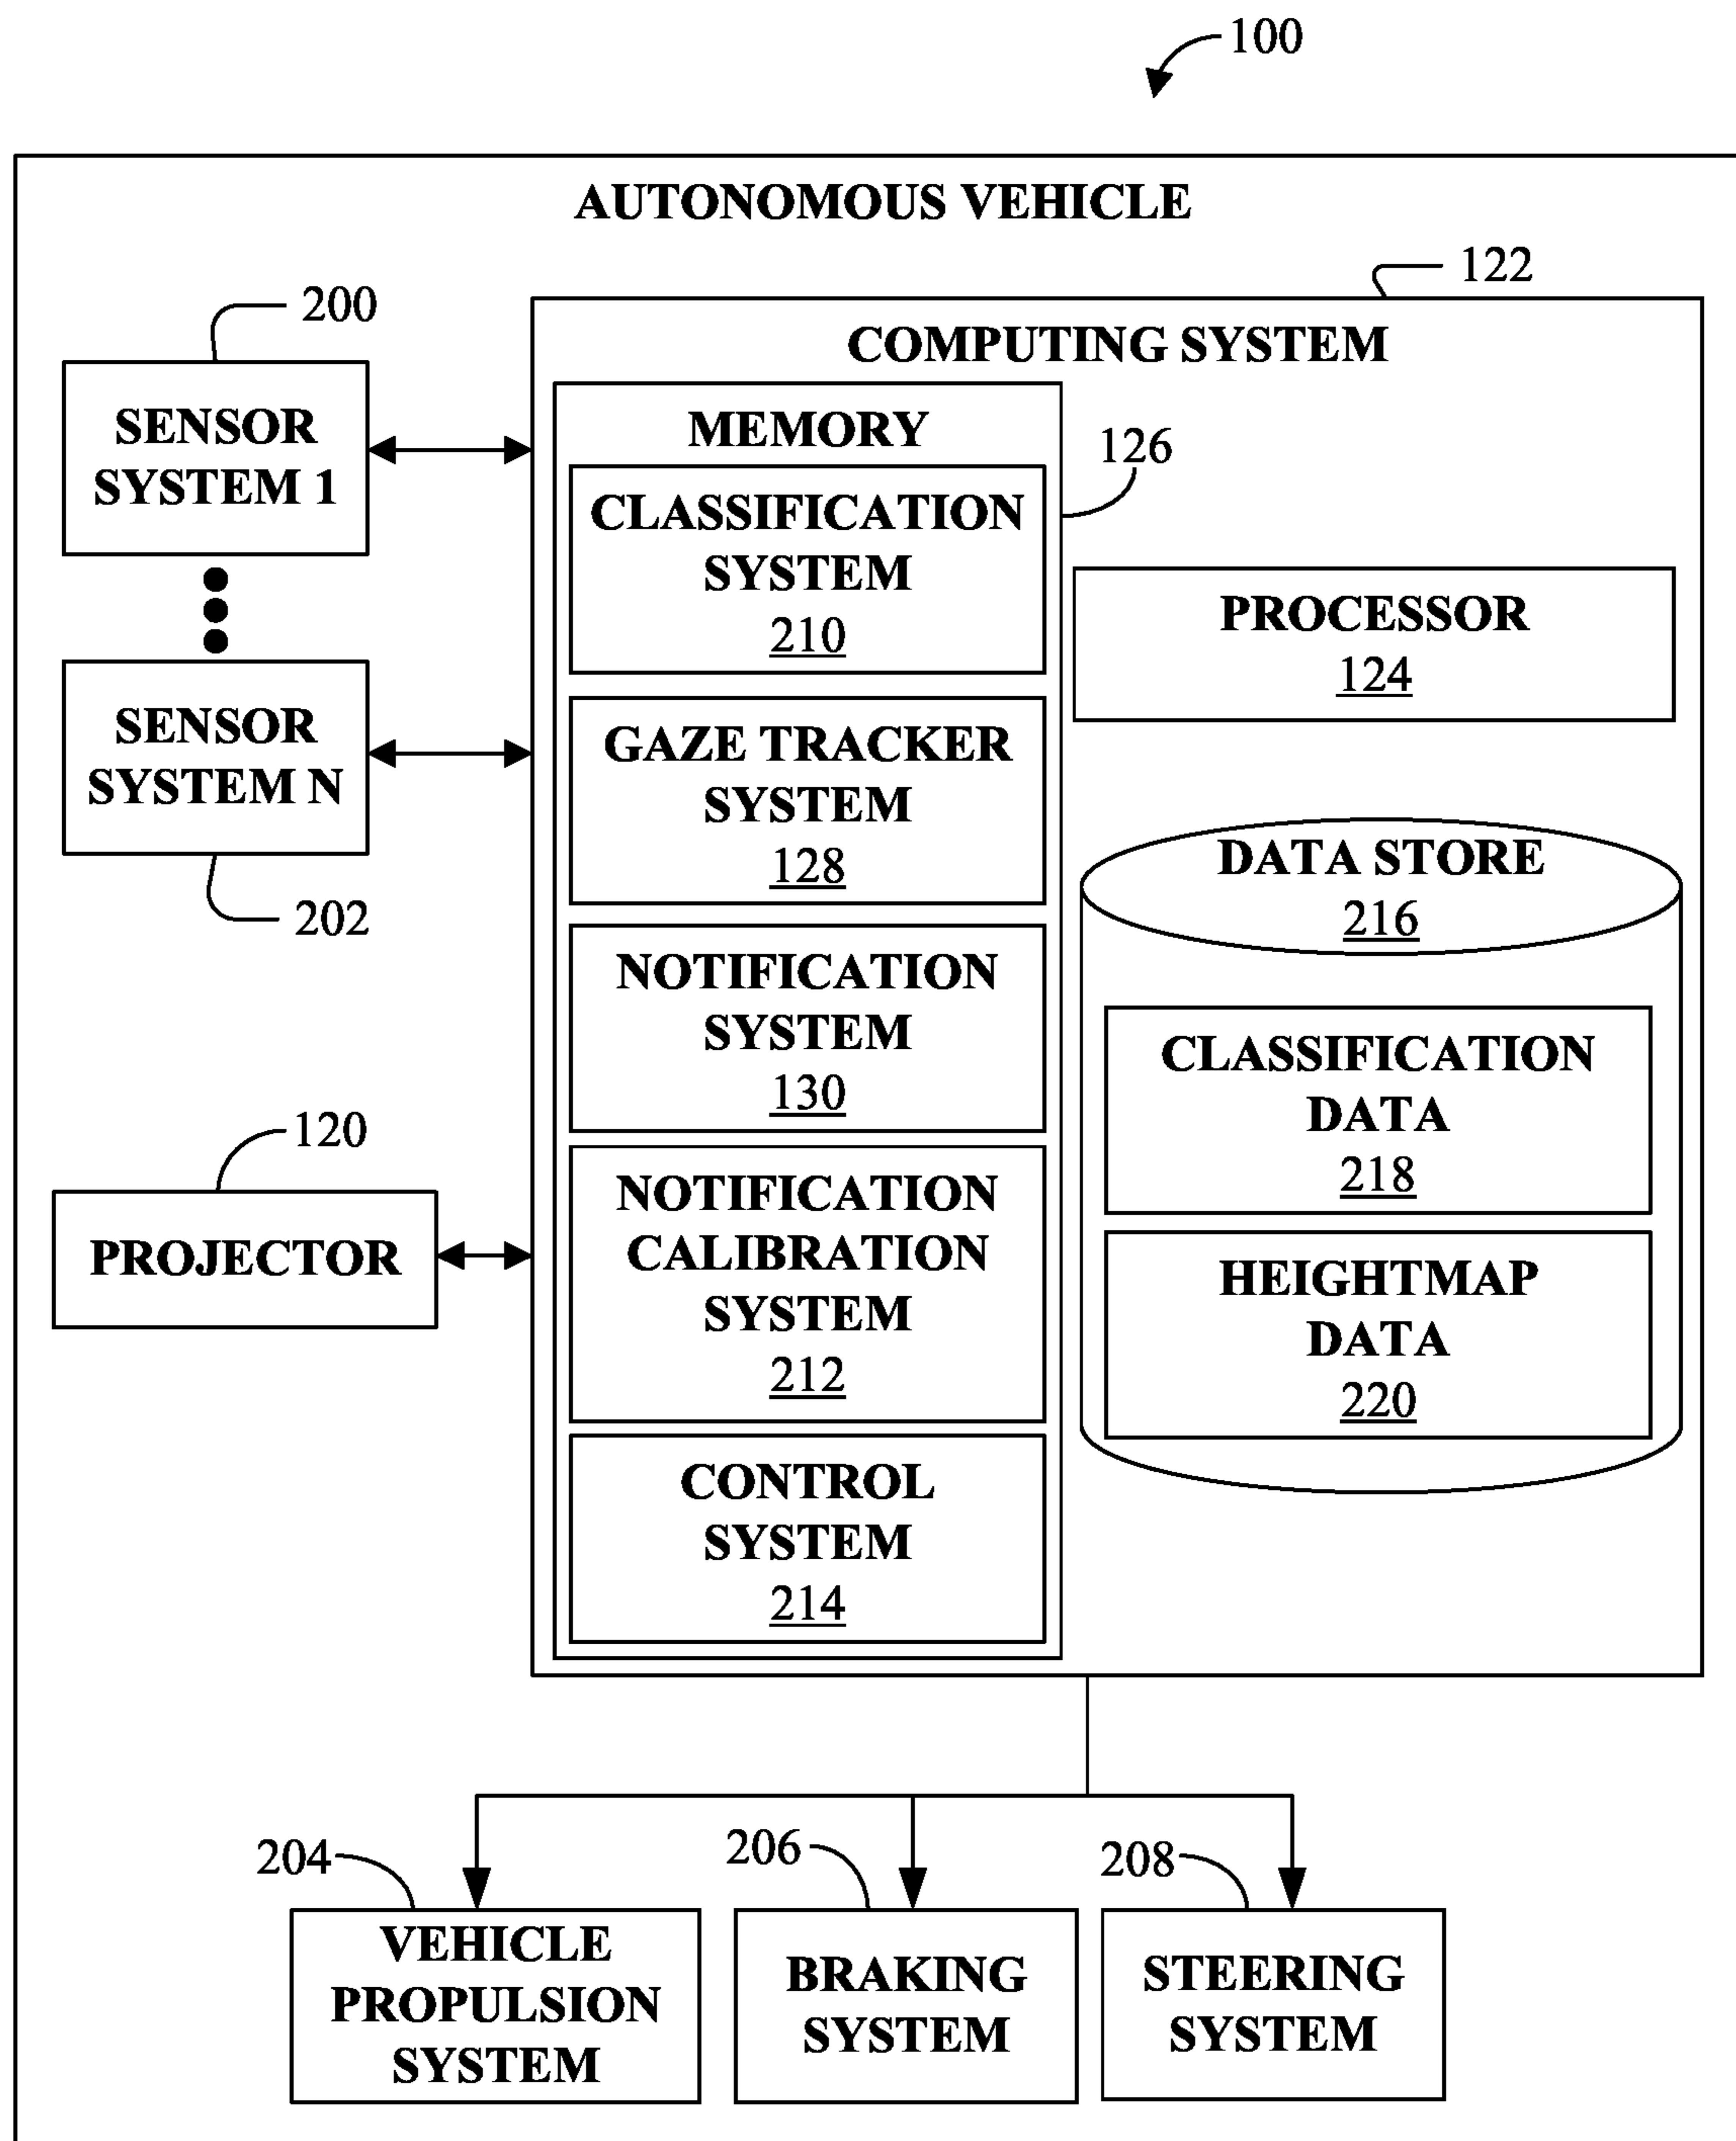 100
AUTONOMOUS VEHICLE
122
COMPUTING SYSTEM
200
SENSOR
SYSTEM 1
SENSOR
SYSTEM N
202
120
PROJECTOR
MEMORY
126
CLASSIFICATION
SYSTEM
210
GAZE TRACKER
SYSTEM
128
NOTIFICATION
SYSTEM
130
NOTIFICATION
CALIBRATION
SYSTEM
212
CONTROL
SYSTEM
214
PROCESSOR
124
DATA STORE
216
CLASSIFICATION
DATA
218
HEIGHTMAP
DATA
220
204
VEHICLE
PROPULSION
SYSTEM
206
BRAKING
SYSTEM
208
STEERING
SYSTEM